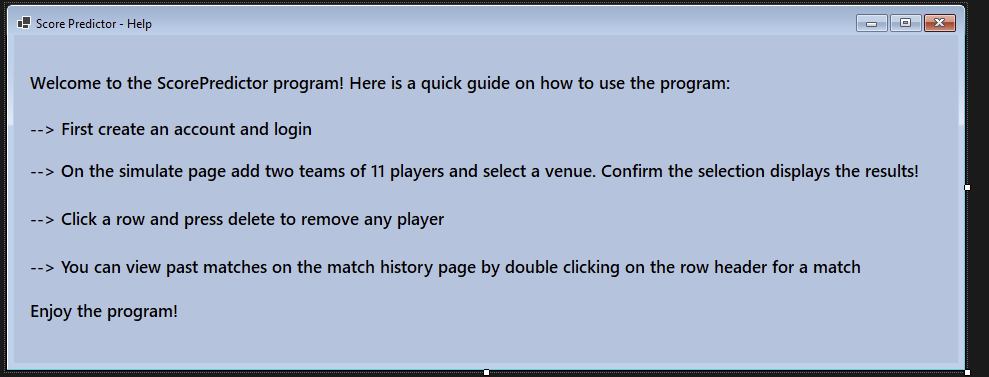 Score Predictor - Help
Welcome to the ScorePredictor program! Here is a quick guide on how to use the program:
--> First create an account and login
--> On the simulate page add two teams of 11 players and select a venue. Confirm the selection displays the results!
--> Click a row and press delete to remove any player
--> You can view past matches on the match history page by double clicking on the row header for a match
Enjoy the program!